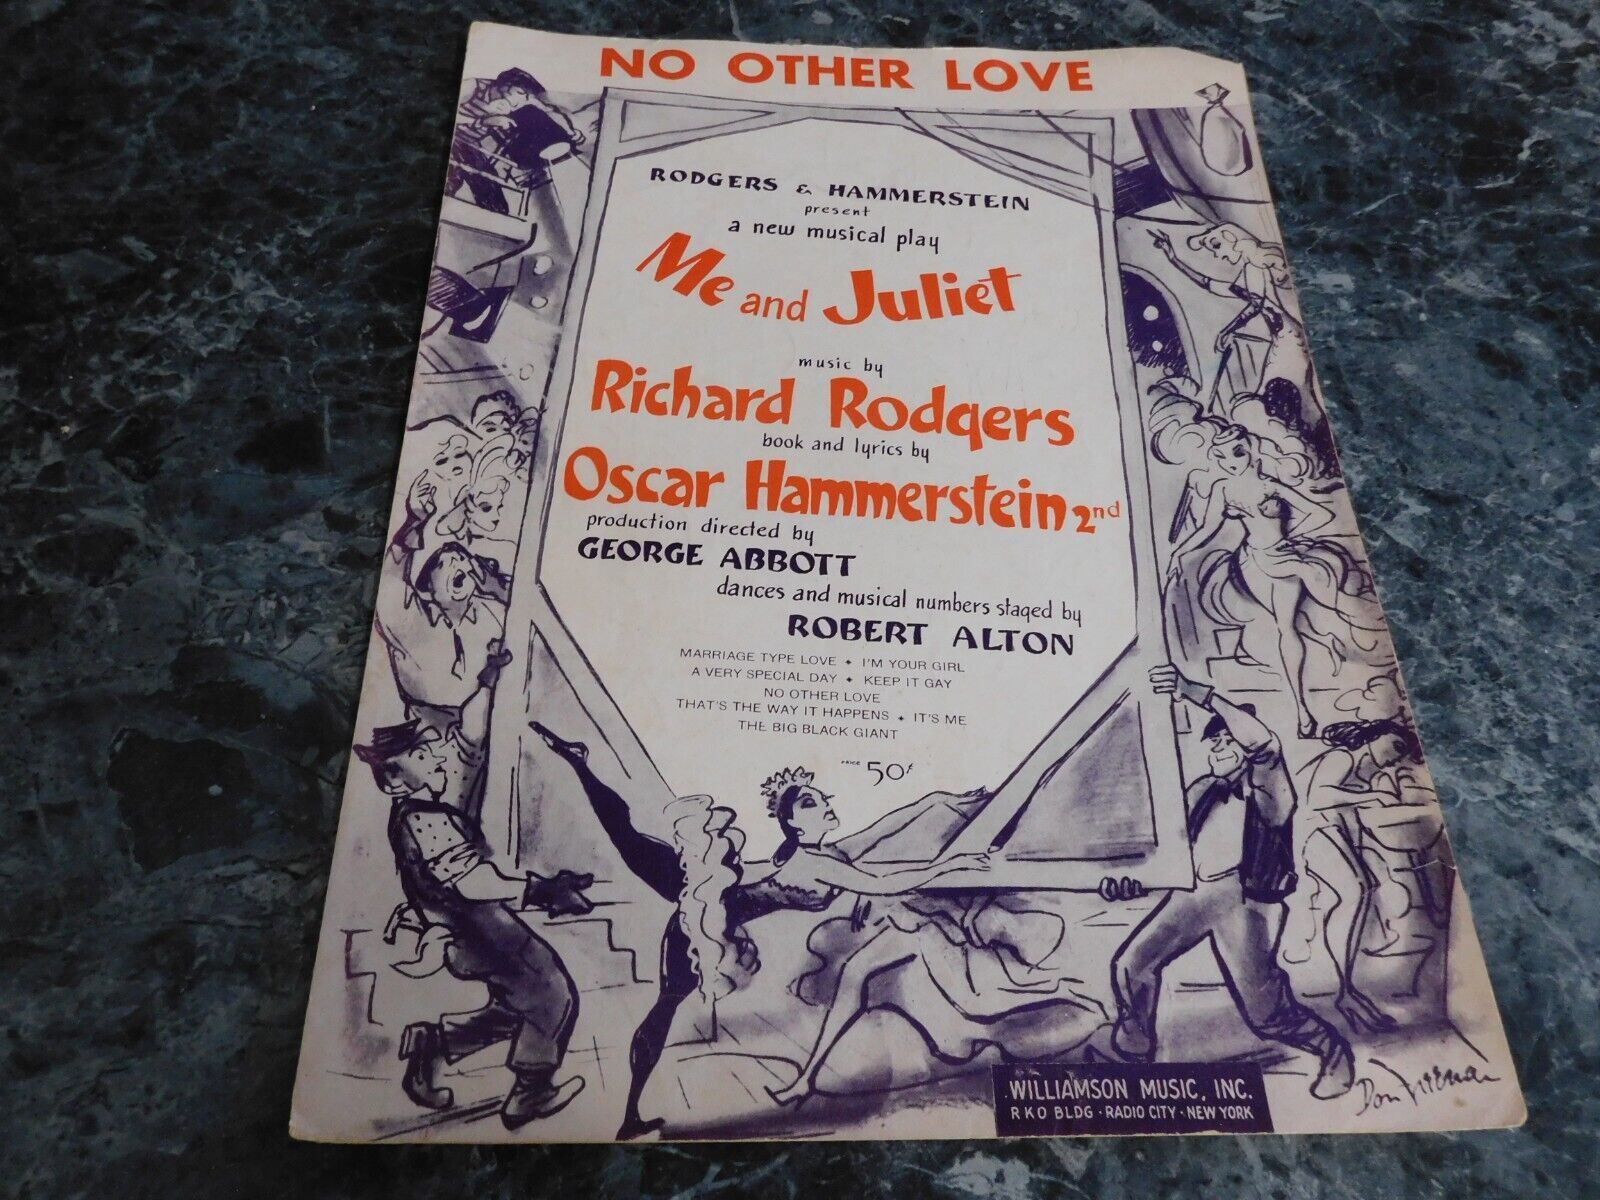 NO OTHER LOVE
RODGERS & HAMMERSTEIN
present
a new musical play
Me and Juliet
music by
Richard Rodgers
book and lyrics by
Oscar Hammerstein 2nd
production directed by
GEORGE ABBOTT
dances and musical numbers staged by
ROBERT ALTON
MARRIAGE TYPE LOVE • I'M YOUR GIRL
A VERY SPECIAL DAY • KEEP IT GAY
NO OTHER LOVE
THAT'S THE WAY IT HAPPENS • IT'S ME
THE BIG BLACK GIANT
PRICE 50¢
WILLIAMSON MUSIC, INC.
RKO BLDG · RADIO CITY · NEW YORK
Don